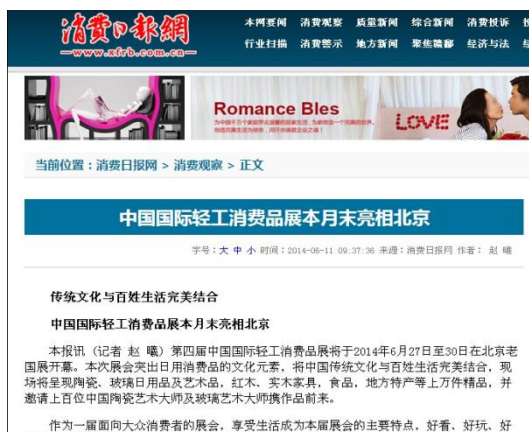 消费日报網
www.xfrb.com.cn
本网要闻 消费观察 质量新闻 综合新闻 消费投诉
行业扫描 消费警示 地方新闻 聚焦赣鄱 经济与法
Romance Bles
LOVE
当前位置：消费日报网 > 消费观察 > 正文
中国国际轻工消费品展本月末亮相北京
字号：大 中 小 时间：2014-06-11 09:37:36 来源：消费日报网 作者： 赵 曦
传统文化与百姓生活完美结合
中国国际轻工消费品展本月末亮相北京
本报讯（记者 赵 曦）第四届中国国际轻工消费品展将于2014年6月27日至30日在北京老
国展开幕。本次展会突出日用消费品的文化元素，将中国传统文化与百姓生活完美结合，现
场将呈现陶瓷、玻璃日用品及艺术品，红木、实木家具，食品，地方特产等上万件精品，并
邀请上百位中国陶瓷艺术大师及玻璃艺术大师携作品前来。
作为一届面向大众消费者的展会，享受生活成为本届展会的主要特点，好看、好玩、好